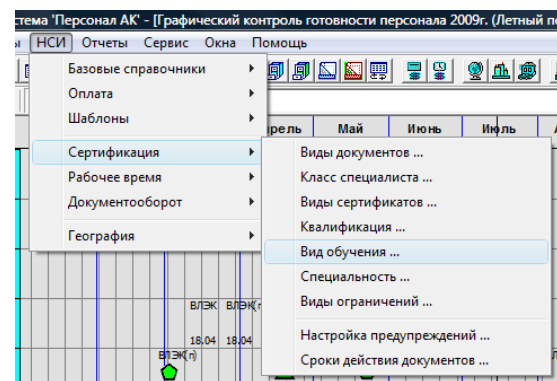 стема 'Персонал АК' - [Графический контроль готовности персонала 2009г. (Летный
НСИ Отчеты Сервис Окна Помощь
Базовые справочники
Оплата
Шаблоны
Май Июнь Июль
Сертификация
Рабочее время
Документооборот
География
Виды документов ...
Класс специалиста ...
Виды сертификатов ...
Квалификация ...
Вид обучения ...
Специальность ...
Виды ограничений ...
Настройка предупреждений ...
Сроки действия документов ...
ВЛЭК ВЛЭК(п
18.04 18.04
ВЛЭК(п)